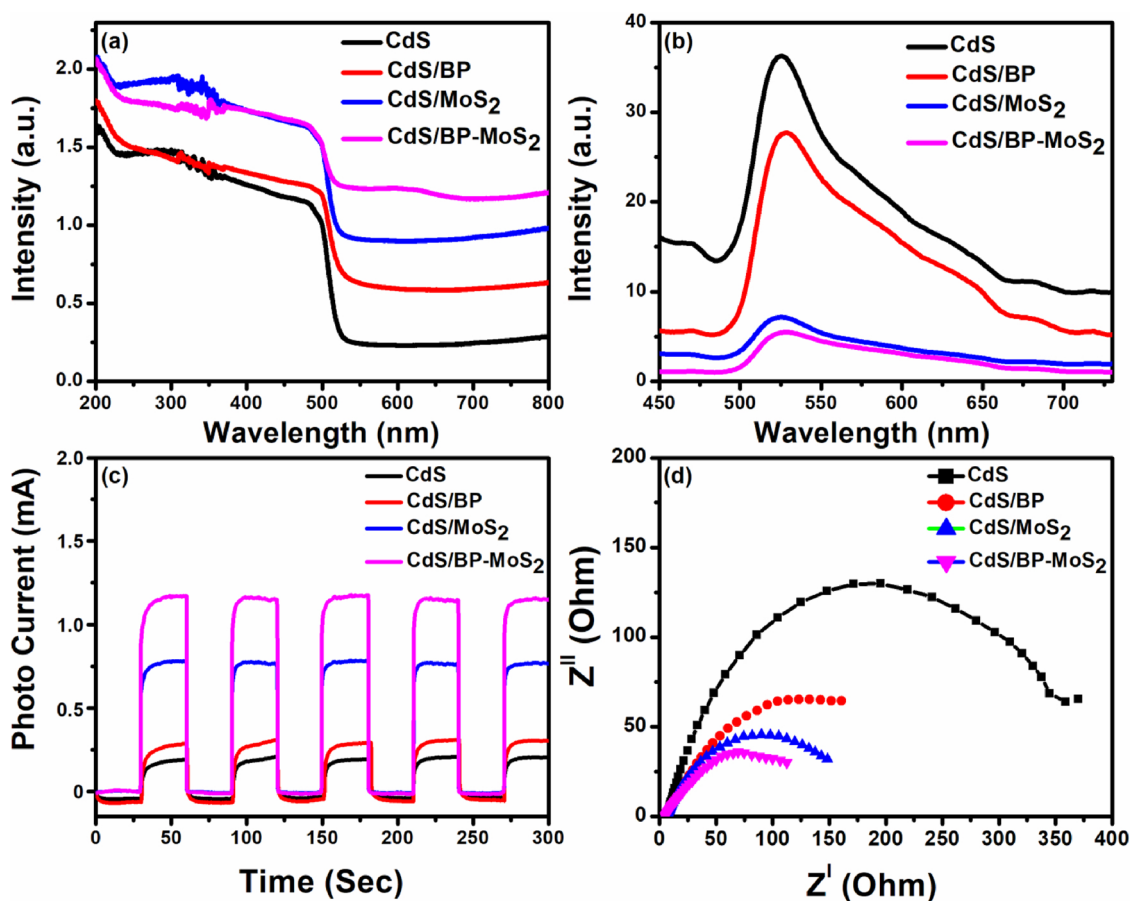 (a)
CdS
CdS/BP
CdS/MoS2
CdS/BP-MoS2
2.0
1.5
1.0
0.5
0.0
Intensity (a.u.)
200 300 400 500 600 700 800
Wavelength (nm)
(b)
CdS
CdS/BP
CdS/MoS2
CdS/BP-MoS2
40
30
20
10
0
Intensity (a.u.)
450 500 550 600 650 700
Wavelength (nm)
(c)
CdS
CdS/BP
CdS/MoS2
CdS/BP-MoS2
2.0
1.2
1.0
0.5
0.2
0
Photo Current (mA)
0 50 100 150 200 250 300
Time (Sec)
(d)
CdS
CdS/BP
CdS/MoS2
CdS/BP-MoS2
200
150
100
50
0
Z^II (Ohm)
0 50 100 150 200 250 300 350 400
Z^I (Ohm)